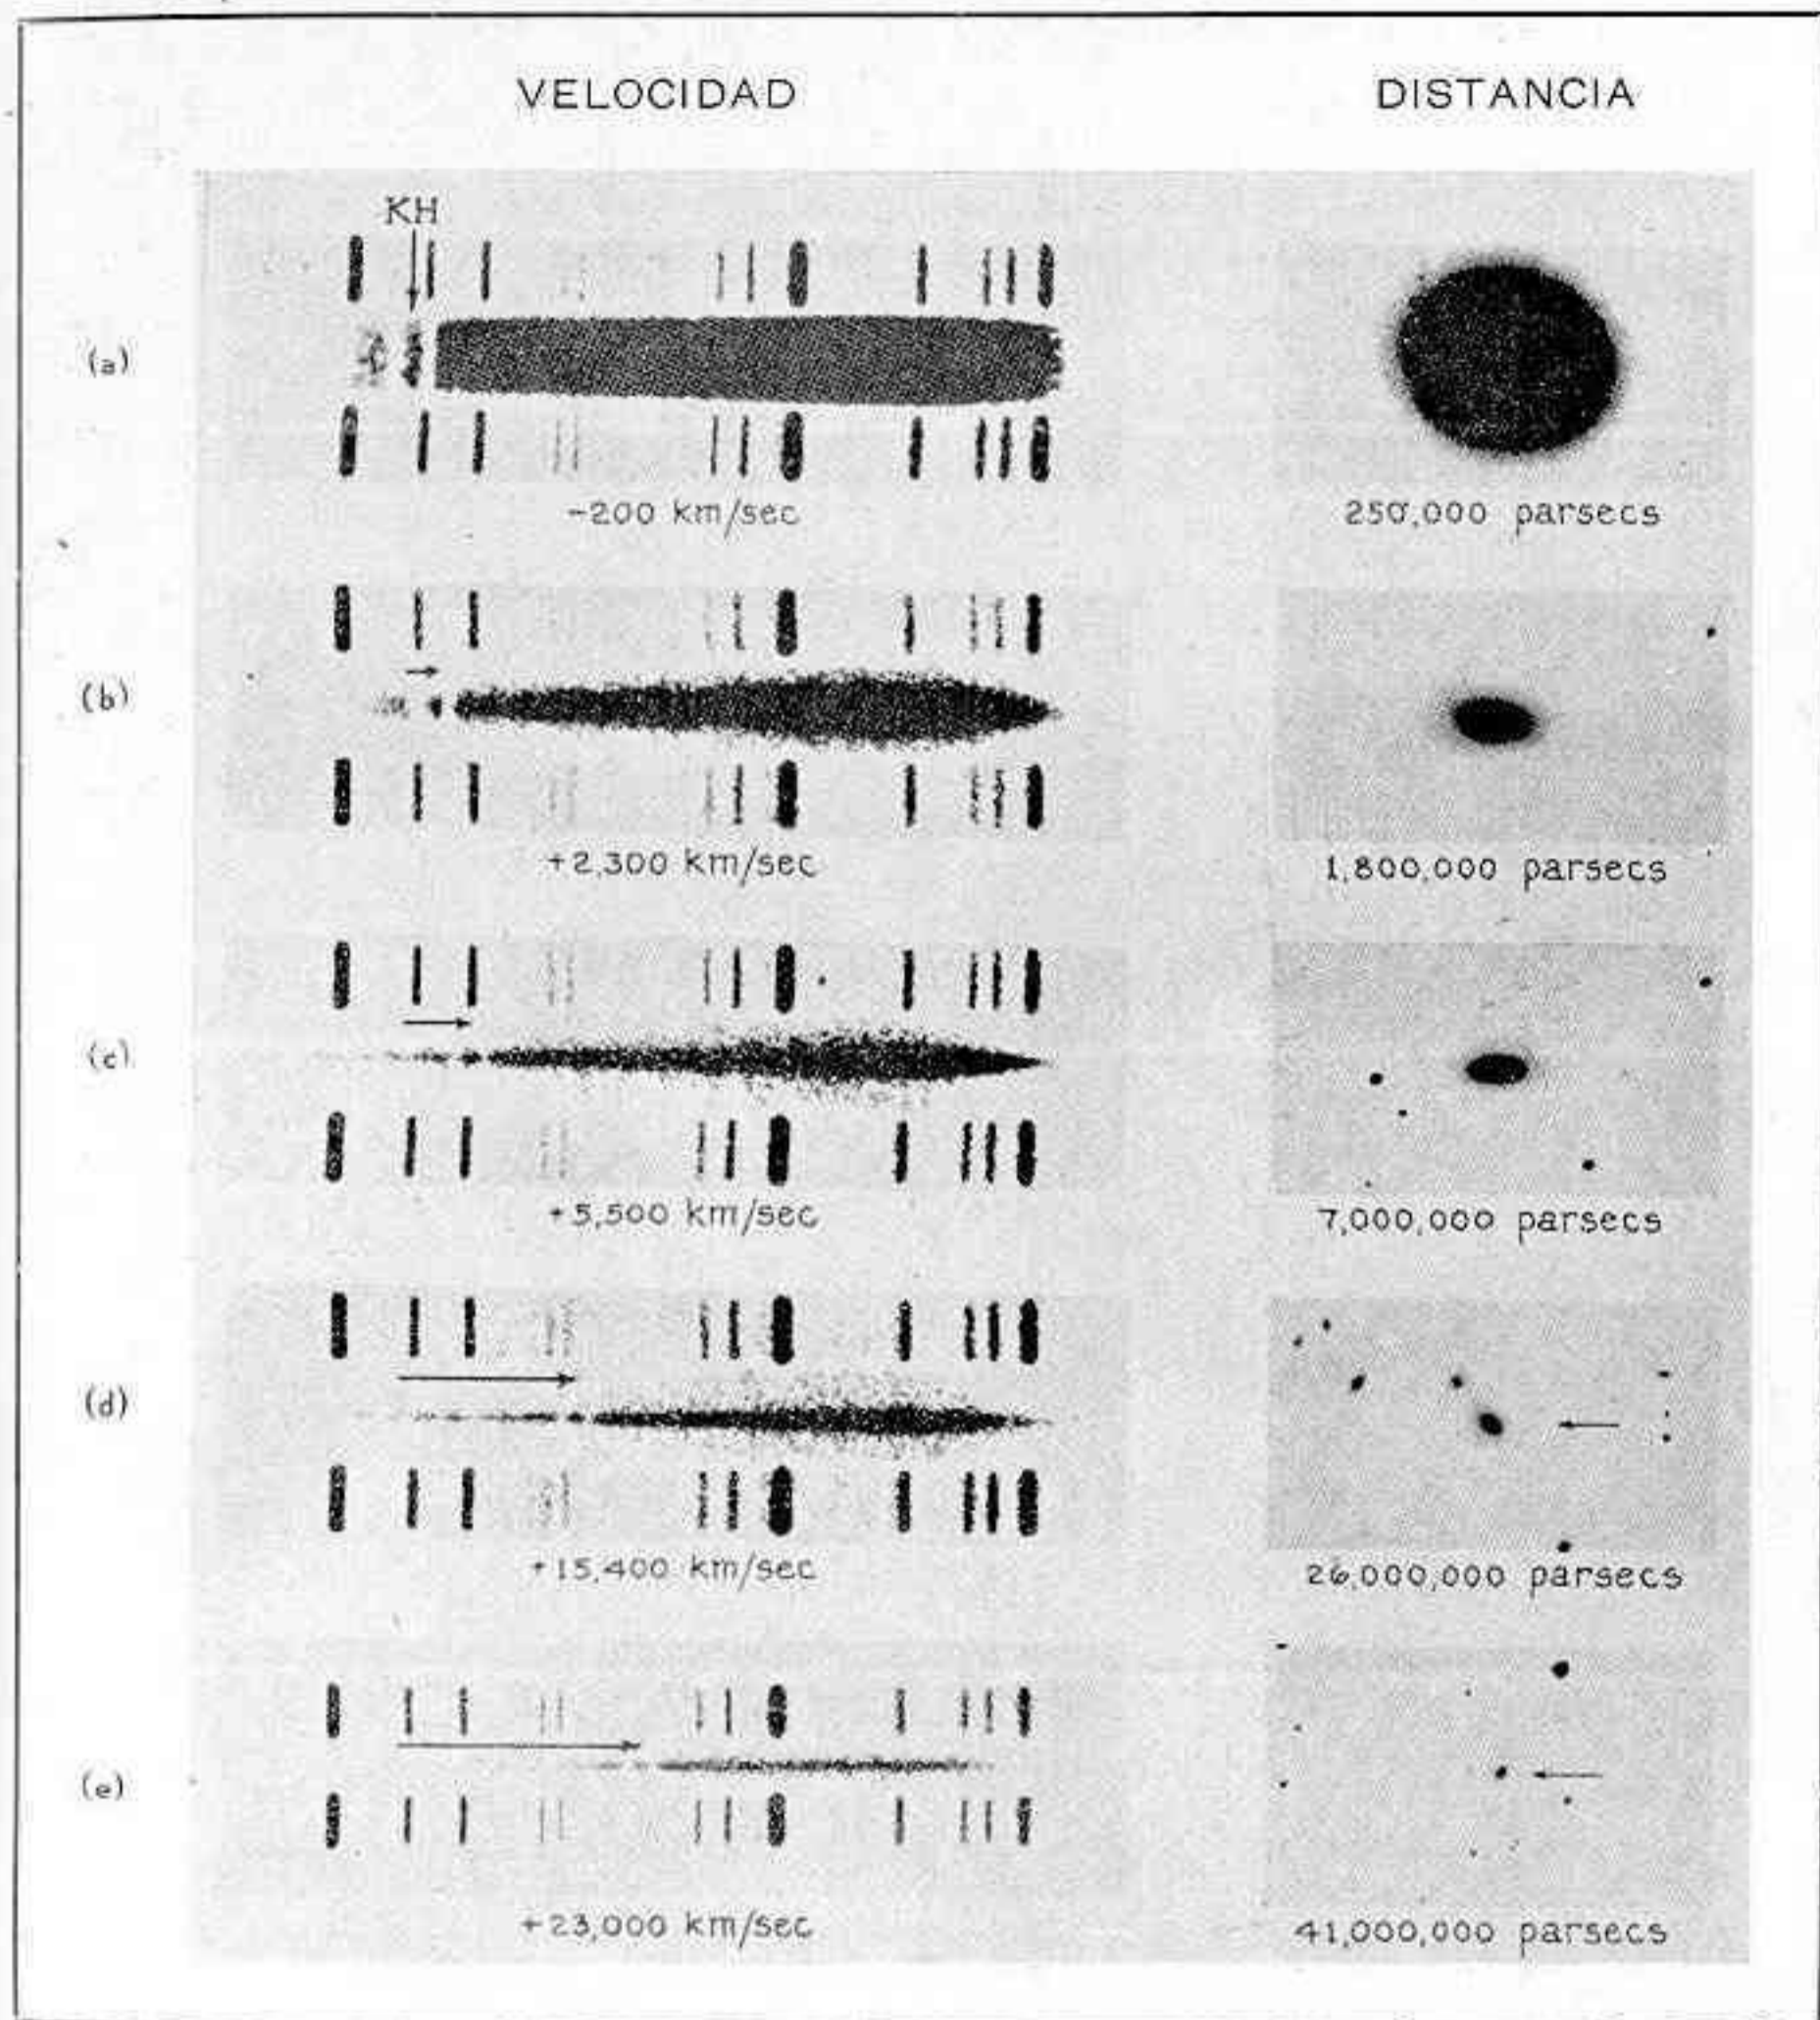 VELOCIDAD DISTANCIA
KH
(a)
-200 km/sec 250,000 parsecs
(b)
+2,300 km/sec 1,800,000 parsecs
(c)
+5,500 km/sec 7,000,000 parsecs
(d)
+15,400 km/sec 26,000,000 parsecs
(e)
+23,000 km/sec 41,000,000 parsecs